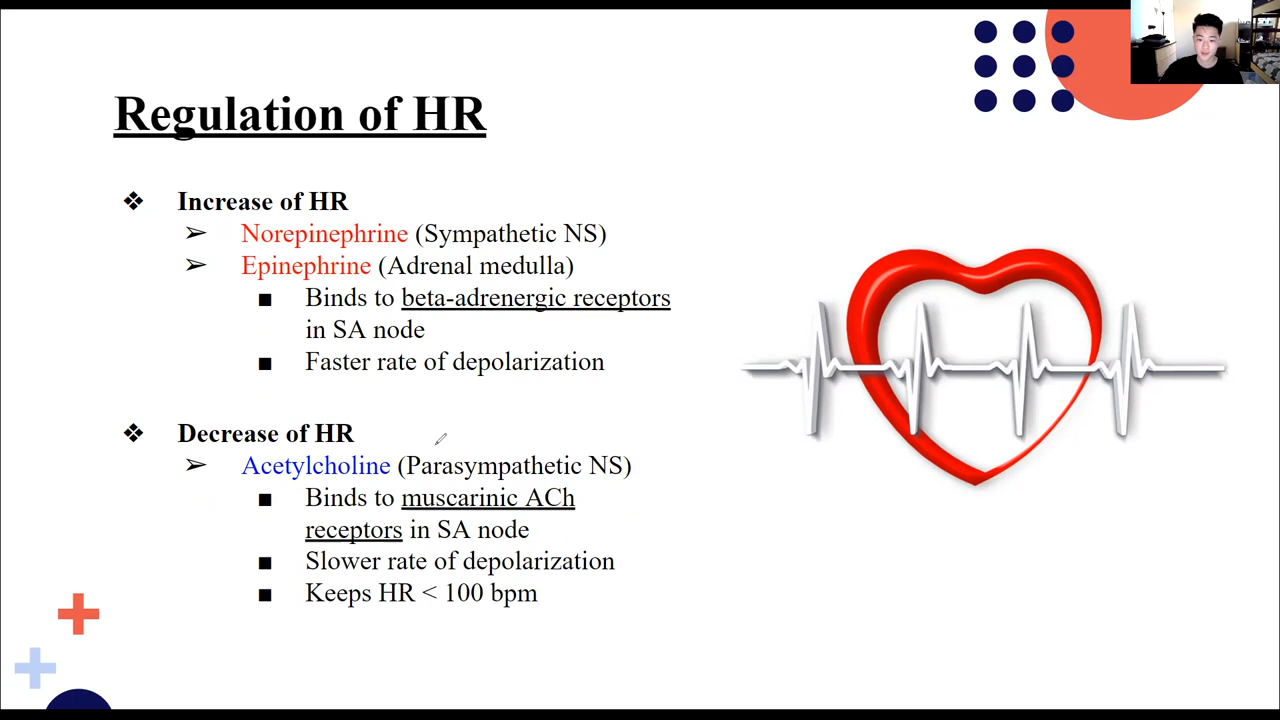 Regulation of HR
❖ Increase of HR
➢ Norepinephrine (Sympathetic NS)
➢ Epinephrine (Adrenal medulla)
■ Binds to beta-adrenergic receptors
in SA node
■ Faster rate of depolarization
❖ Decrease of HR
➢ Acetylcholine (Parasympathetic NS)
■ Binds to muscarinic ACh
receptors in SA node
■ Slower rate of depolarization
■ Keeps HR < 100 bpm